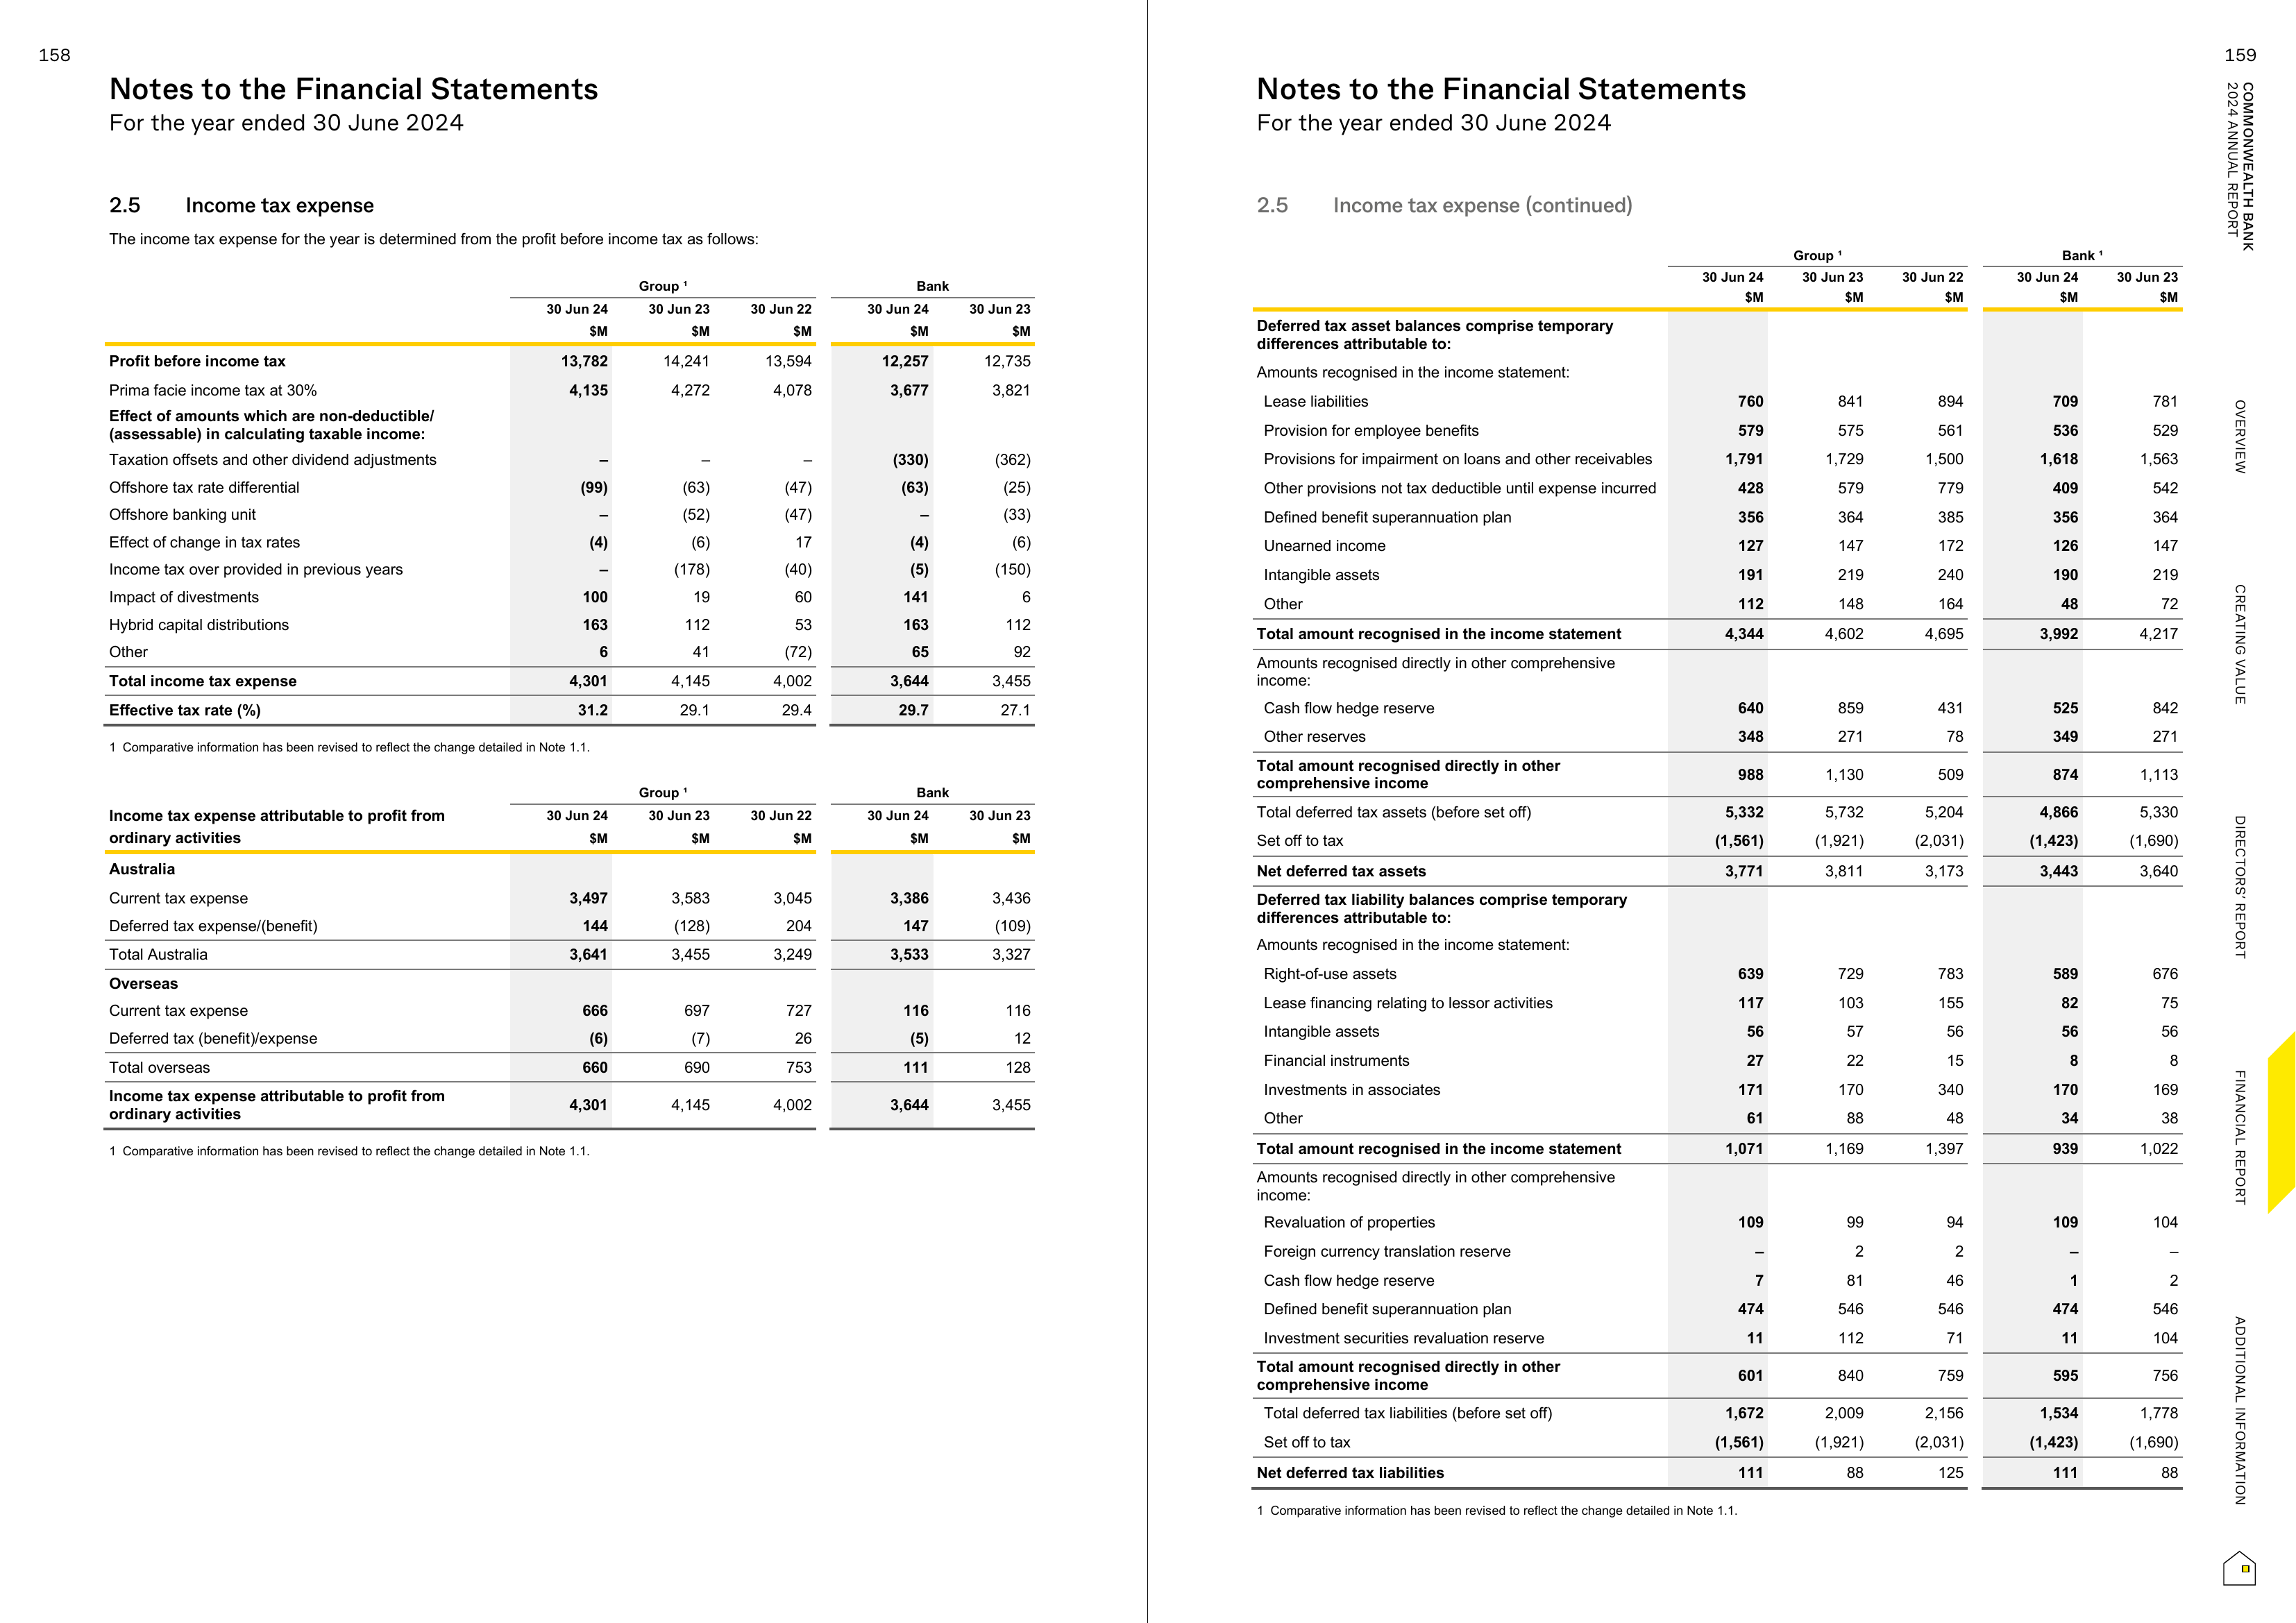 158
Notes to the Financial Statements
For the year ended 30 June 2024
2.5 Income tax expense
The income tax expense for the year is determined from the profit before income tax as follows:
Group ¹ Bank
30 Jun 24 30 Jun 23 30 Jun 22 30 Jun 24 30 Jun 23
$M $M $M $M $M
Profit before income tax 13,782 14,241 13,594 12,257 12,735
Prima facie income tax at 30% 4,135 4,272 4,078 3,677 3,821
Effect of amounts which are non-deductible/
(assessable) in calculating taxable income:
Taxation offsets and other dividend adjustments – – – (330) (362)
Offshore tax rate differential (99) (63) (47) (63) (25)
Offshore banking unit – (52) (47) – (33)
Effect of change in tax rates (4) (6) 17 (4) (6)
Income tax over provided in previous years – (178) (40) (5) (150)
Impact of divestments 100 19 60 141 6
Hybrid capital distributions 163 112 53 163 112
Other 6 41 (72) 65 92
Total income tax expense 4,301 4,145 4,002 3,644 3,455
Effective tax rate (%) 31.2 29.1 29.4 29.7 27.1
1 Comparative information has been revised to reflect the change detailed in Note 1.1.
Group ¹ Bank
Income tax expense attributable to profit from 30 Jun 24 30 Jun 23 30 Jun 22 30 Jun 24 30 Jun 23
ordinary activities $M $M $M $M $M
Australia
Current tax expense 3,497 3,583 3,045 3,386 3,436
Deferred tax expense/(benefit) 144 (128) 204 147 (109)
Total Australia 3,641 3,455 3,249 3,533 3,327
Overseas
Current tax expense 666 697 727 116 116
Deferred tax (benefit)/expense (6) (7) 26 (5) 12
Total overseas 660 690 753 111 128
Income tax expense attributable to profit from
ordinary activities 4,301 4,145 4,002 3,644 3,455
1 Comparative information has been revised to reflect the change detailed in Note 1.1.
159
Notes to the Financial Statements
For the year ended 30 June 2024
2.5 Income tax expense (continued)
Group ¹ Bank ¹
30 Jun 24 30 Jun 23 30 Jun 22 30 Jun 24 30 Jun 23
$M $M $M $M $M
Deferred tax asset balances comprise temporary
differences attributable to:
Amounts recognised in the income statement:
Lease liabilities 760 841 894 709 781
Provision for employee benefits 579 575 561 536 529
Provisions for impairment on loans and other receivables 1,791 1,729 1,500 1,618 1,563
Other provisions not tax deductible until expense incurred 428 579 779 409 542
Defined benefit superannuation plan 356 364 385 356 364
Unearned income 127 147 172 126 147
Intangible assets 191 219 240 190 219
Other 112 148 164 48 72
Total amount recognised in the income statement 4,344 4,602 4,695 3,992 4,217
Amounts recognised directly in other comprehensive
income:
Cash flow hedge reserve 640 859 431 525 842
Other reserves 348 271 78 349 271
Total amount recognised directly in other
comprehensive income 988 1,130 509 874 1,113
Total deferred tax assets (before set off) 5,332 5,732 5,204 4,866 5,330
Set off to tax (1,561) (1,921) (2,031) (1,423) (1,690)
Net deferred tax assets 3,771 3,811 3,173 3,443 3,640
Deferred tax liability balances comprise temporary
differences attributable to:
Amounts recognised in the income statement:
Right-of-use assets 639 729 783 589 676
Lease financing relating to lessor activities 117 103 155 82 75
Intangible assets 56 57 56 56 56
Financial instruments 27 22 15 8 8
Investments in associates 171 170 340 170 169
Other 61 88 48 34 38
Total amount recognised in the income statement 1,071 1,169 1,397 939 1,022
Amounts recognised directly in other comprehensive
income:
Revaluation of properties 109 99 94 109 104
Foreign currency translation reserve – 2 2 – –
Cash flow hedge reserve 7 81 46 1 2
Defined benefit superannuation plan 474 546 546 474 546
Investment securities revaluation reserve 11 112 71 11 104
Total amount recognised directly in other
comprehensive income 601 840 759 595 756
Total deferred tax liabilities (before set off) 1,672 2,009 2,156 1,534 1,778
Set off to tax (1,561) (1,921) (2,031) (1,423) (1,690)
Net deferred tax liabilities 111 88 125 111 88
1 Comparative information has been revised to reflect the change detailed in Note 1.1.
COMMONWEALTH BANK
2024 ANNUAL REPORT
OVERVIEW
CREATING VALUE
DIRECTORS' REPORT
FINANCIAL REPORT
ADDITIONAL INFORMATION